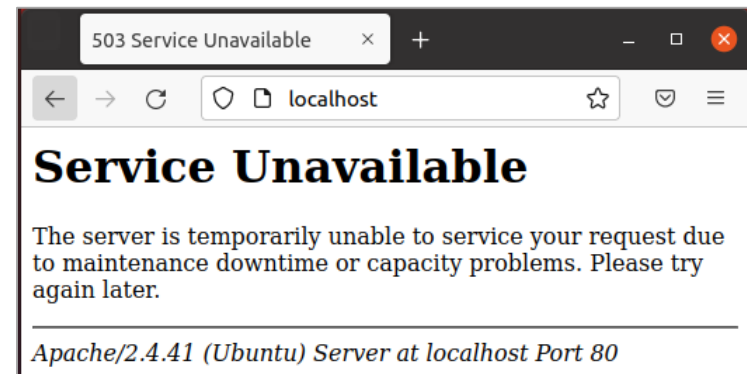 503 Service Unavailable
localhost
Service Unavailable
The server is temporarily unable to service your request due
to maintenance downtime or capacity problems. Please try
again later.
Apache/2.4.41 (Ubuntu) Server at localhost Port 80